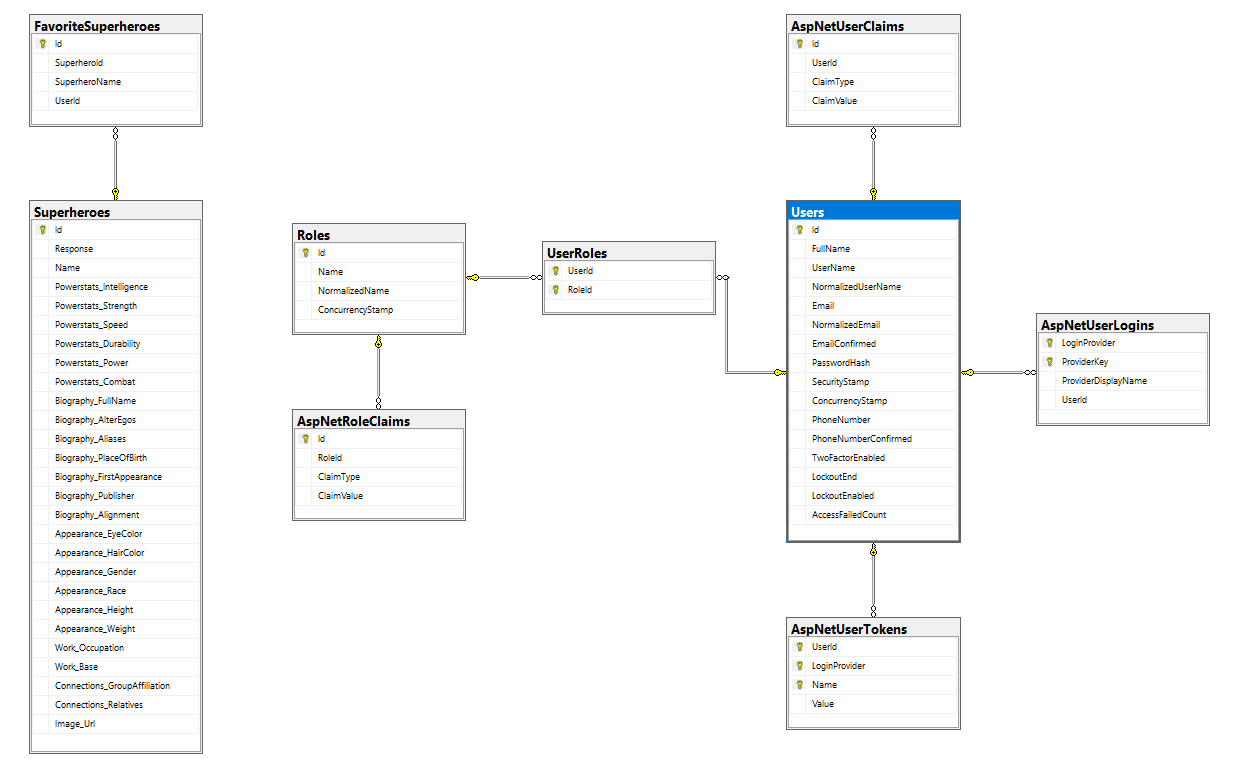 FavoriteSuperheroes
Id
SuperheroId
SuperheroName
UserId
Superheroes
Id
Response
Name
Powerstats_Intelligence
Powerstats_Strength
Powerstats_Speed
Powerstats_Durability
Powerstats_Power
Powerstats_Combat
Biography_FullName
Biography_AlterEgos
Biography_Aliases
Biography_PlaceOfBirth
Biography_FirstAppearance
Biography_Publisher
Biography_Alignment
Appearance_EyeColor
Appearance_HairColor
Appearance_Gender
Appearance_Race
Appearance_Height
Appearance_Weight
Work_Occupation
Work_Base
Connections_GroupAffiliation
Connections_Relatives
Image_Url
Roles
Id
Name
NormalizedName
ConcurrencyStamp
AspNetRoleClaims
Id
RoleId
ClaimType
ClaimValue
UserRoles
UserId
RoleId
AspNetUserClaims
Id
UserId
ClaimType
ClaimValue
Users
Id
FullName
UserName
NormalizedUserName
Email
NormalizedEmail
EmailConfirmed
PasswordHash
SecurityStamp
ConcurrencyStamp
PhoneNumber
PhoneNumberConfirmed
TwoFactorEnabled
LockoutEnd
LockoutEnabled
AccessFailedCount
AspNetUserTokens
UserId
LoginProvider
Name
Value
AspNetUserLogins
LoginProvider
ProviderKey
ProviderDisplayName
UserId